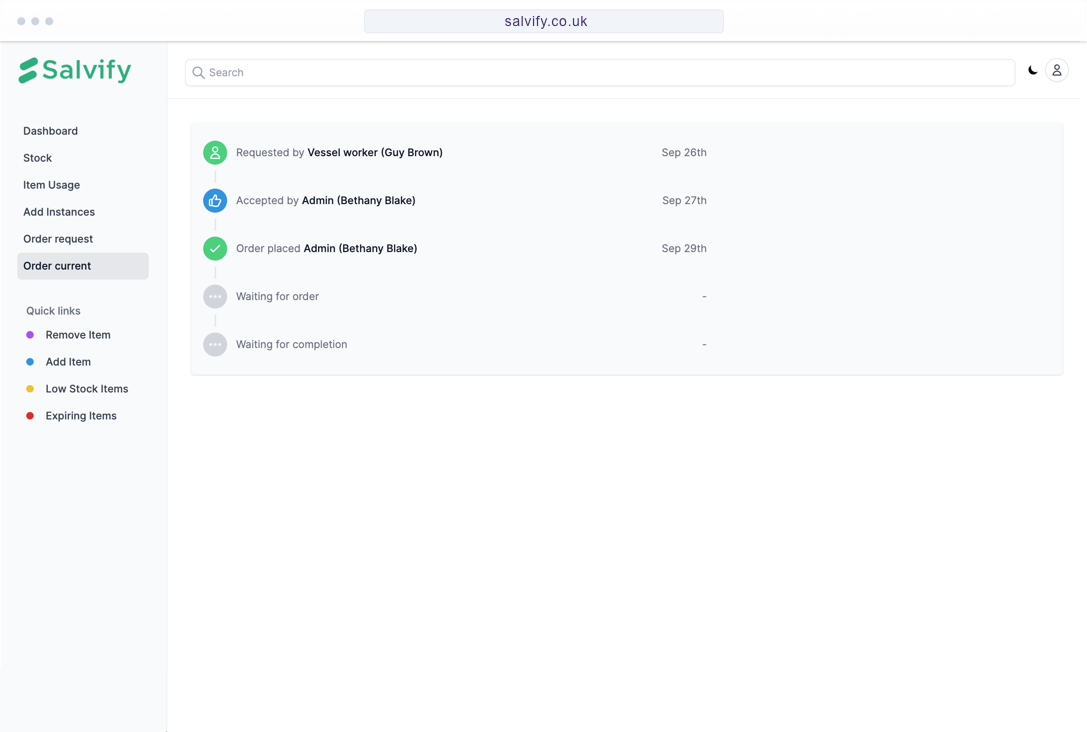 salvify.co.uk
Salvify
Search
Dashboard
Stock
Item Usage
Add Instances
Order request
Order current
Quick links
Remove Item
Add Item
Low Stock Items
Expiring Items
Requested by Vessel worker (Guy Brown) Sep 26th
Accepted by Admin (Bethany Blake) Sep 27th
Order placed Admin (Bethany Blake) Sep 29th
Waiting for order -
Waiting for completion -